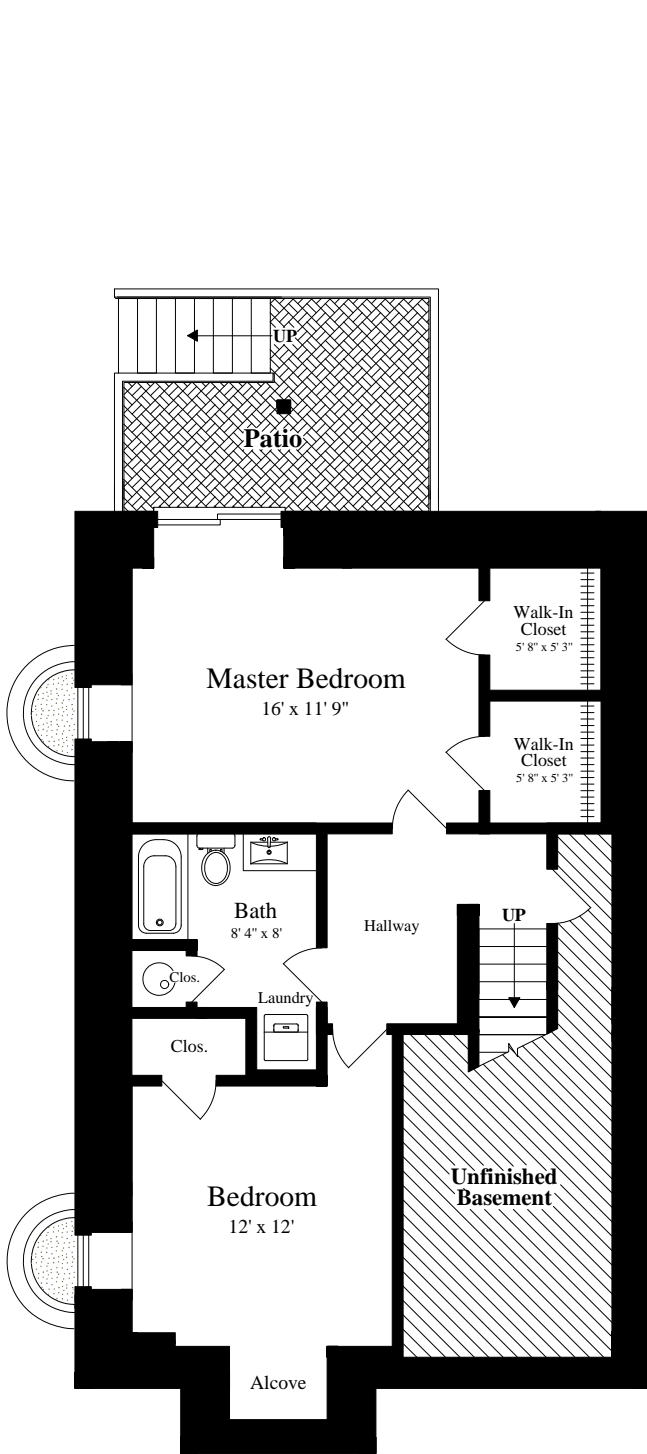 UP
Patio
Walk-In
Closet
5' 8" x 5' 3"
Master Bedroom
16' x 11' 9"
Walk-In
Closet
5' 8" x 5' 3"
Bath
8' 4" x 8'
Hallway
UP
Clos.
Laundry
Clos.
Unfinished
Basement
Bedroom
12' x 12'
Alcove